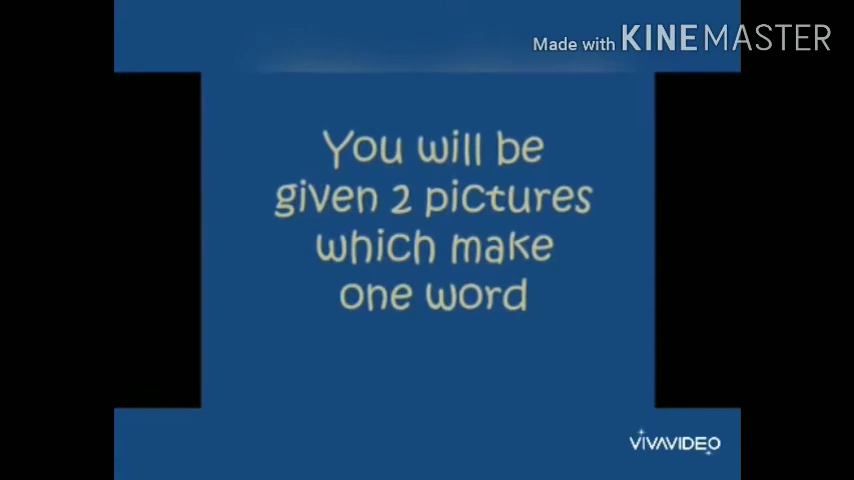 Made with KINEMASTER
You will be
given 2 pictures
which make
one word
VIVAVIDEO